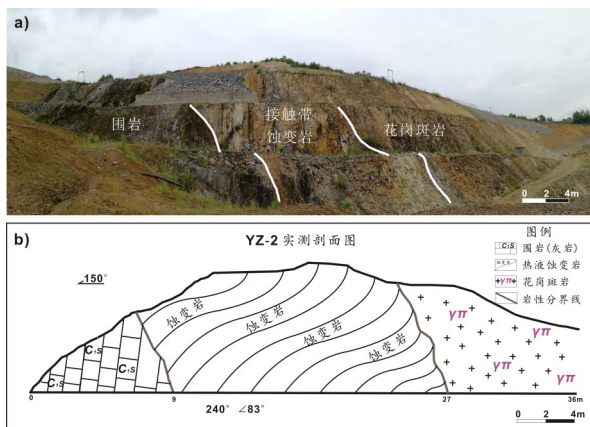 a)
围岩
接触带
蚀变岩
花岗斑岩
0 2 4m
b)
YZ-2 实测剖面图
图例
C₁S 围岩(灰岩)
热液蚀变岩
γπ 花岗斑岩
岩性分界线
∠150°
蚀变岩
蚀变岩
蚀变岩
蚀变岩
γπ
γπ
γπ
γπ
C₁S
C₁S
0 9 27 36m
240° ∠83°
0 2 4m